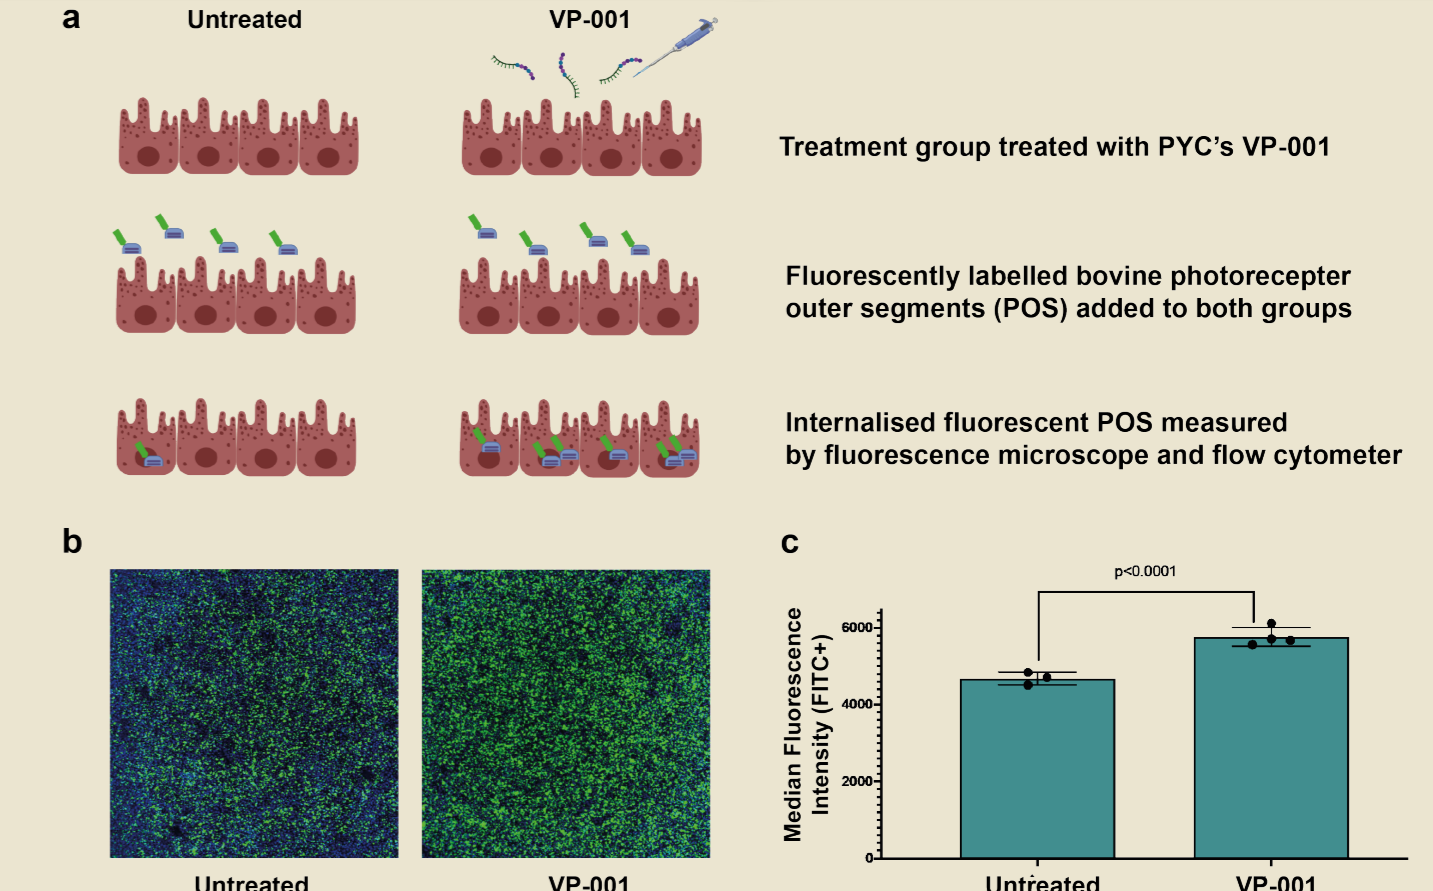 a
Untreated
VP-001
Treatment group treated with PYC’s VP-001
Fluorescently labelled bovine photorecepter
outer segments (POS) added to both groups
Internalised fluorescent POS measured
by fluorescence microscope and flow cytometer
b
Untreated
VP-001
c
p<0.0001
Median Fluorescence
Intensity (FITC+)
6000
4000
2000
0
Untreated
VP-001